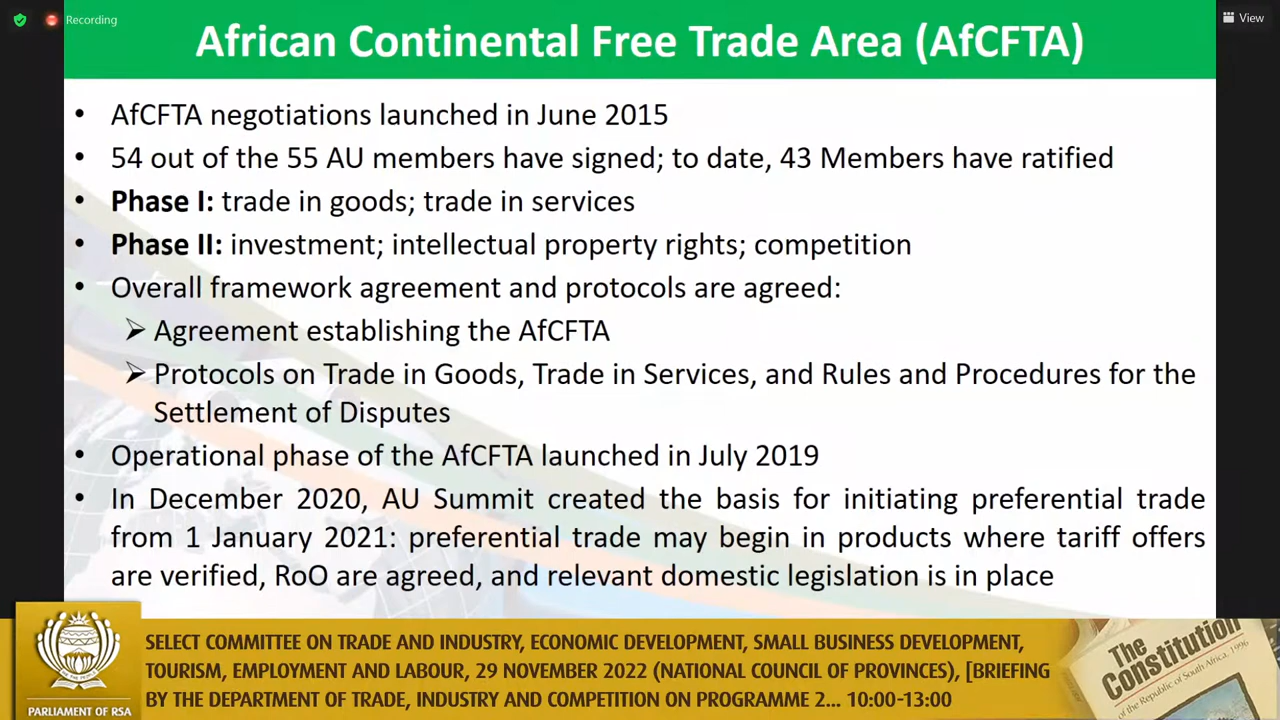 Recording
View
African Continental Free Trade Area (AfCFTA)
• AfCFTA negotiations launched in June 2015
• 54 out of the 55 AU members have signed; to date, 43 Members have ratified
• Phase I: trade in goods; trade in services
• Phase II: investment; intellectual property rights; competition
• Overall framework agreement and protocols are agreed:
➢ Agreement establishing the AfCFTA
➢ Protocols on Trade in Goods, Trade in Services, and Rules and Procedures for the
Settlement of Disputes
• Operational phase of the AfCFTA launched in July 2019
• In December 2020, AU Summit created the basis for initiating preferential trade
from 1 January 2021: preferential trade may begin in products where tariff offers
are verified, RoO are agreed, and relevant domestic legislation is in place
SELECT COMMITTEE ON TRADE AND INDUSTRY, ECONOMIC DEVELOPMENT, SMALL BUSINESS DEVELOPMENT,
TOURISM, EMPLOYMENT AND LABOUR, 29 NOVEMBER 2022 (NATIONAL COUNCIL OF PROVINCES), [BRIEFING
BY THE DEPARTMENT OF TRADE, INDUSTRY AND COMPETITION ON PROGRAMME 2... 10:00-13:00
PARLIAMENT OF RSA
The
Constitution
of the Republic of South Africa, 1996